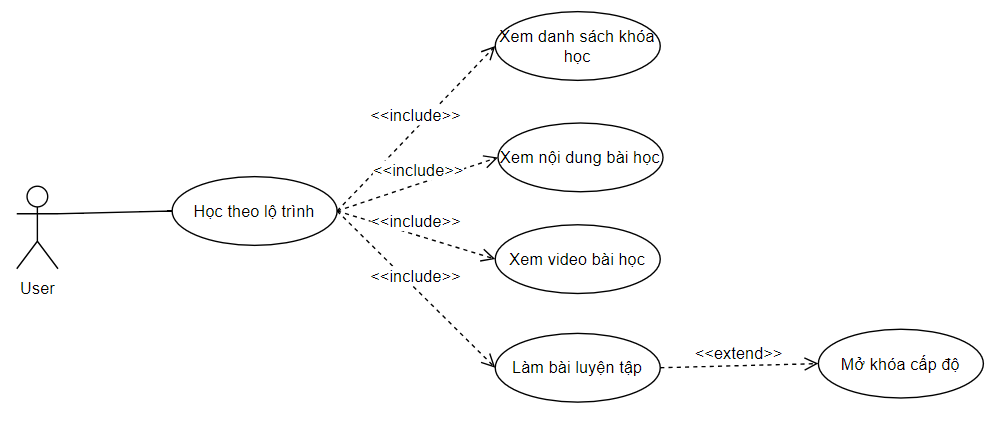 Xem danh sách khóa
học
<<include>>
Xem nội dung bài học
<<include>>
Học theo lộ trình
<<include>>
Xem video bài học
<<include>>
User
Làm bài luyện tập
<<extend>>
Mở khóa cấp độ